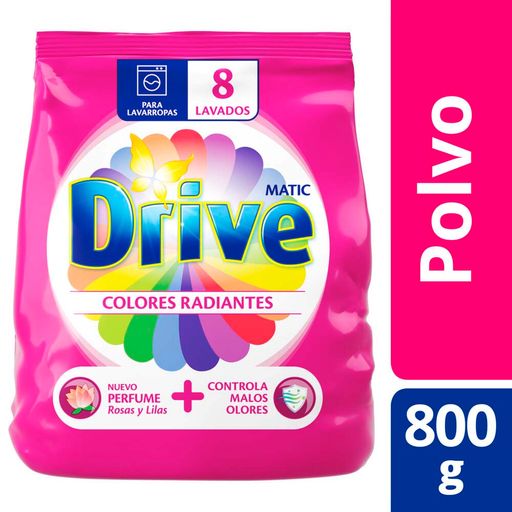 PARA
LAVARROPAS
8
LAVADOS
MATIC
Drive
COLORES RADIANTES
NUEVO
PERFUME
Rosas y Lilas
+
CONTROLA
MALOS
OLORES
Polvo
800
g